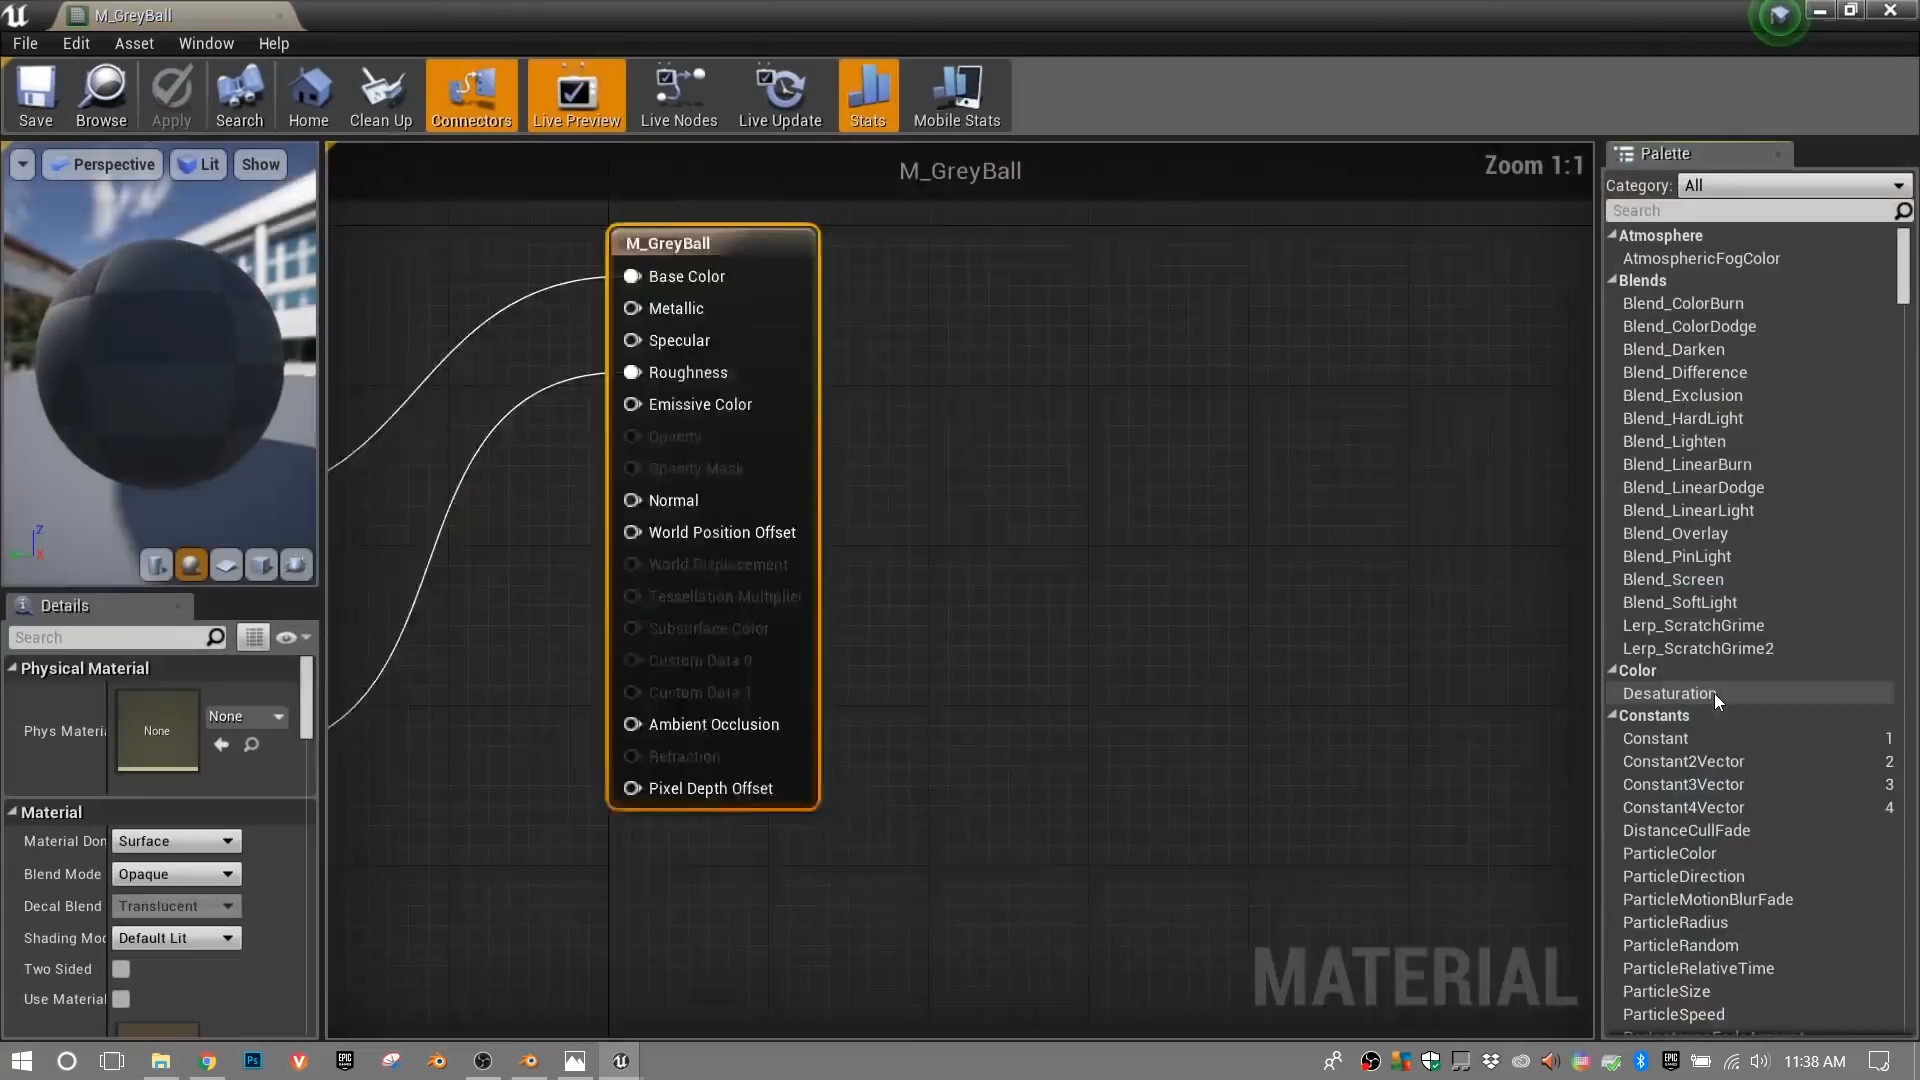 M_GreyBall
File Edit Asset Window Help
Save Browse Apply Search Home Clean Up Connectors Live Preview Live Nodes Live Update Stats Mobile Stats
Perspective Lit Show
Z
X
Details
Search
Physical Material
Phys Materi
None
None
Material
Material Don Surface
Blend Mode Opaque
Decal Blend Translucent
Shading Moc Default Lit
Two Sided
Use Material
M_GreyBall
Zoom 1:1
M_GreyBall
Base Color
Metallic
Specular
Roughness
Emissive Color
Opacity
Opacity Mask
Normal
World Position Offset
World Displacement
Tessellation Multiplier
Subsurface Color
Custom Data 0
Custom Data 1
Ambient Occlusion
Refraction
Pixel Depth Offset
MATERIAL
Palette
Category: All
Search
Atmosphere
AtmosphericFogColor
Blends
Blend_ColorBurn
Blend_ColorDodge
Blend_Darken
Blend_Difference
Blend_Exclusion
Blend_HardLight
Blend_Lighten
Blend_LinearBurn
Blend_LinearDodge
Blend_LinearLight
Blend_Overlay
Blend_PinLight
Blend_Screen
Blend_SoftLight
Lerp_ScratchGrime
Lerp_ScratchGrime2
Color
Desaturation
Constants
Constant 1
Constant2Vector 2
Constant3Vector 3
Constant4Vector 4
DistanceCullFade
ParticleColor
ParticleDirection
ParticleMotionBlurFade
ParticleRadius
ParticleRandom
ParticleRelativeTime
ParticleSize
ParticleSpeed
Ps
EPIC
EPIC
11:38 AM